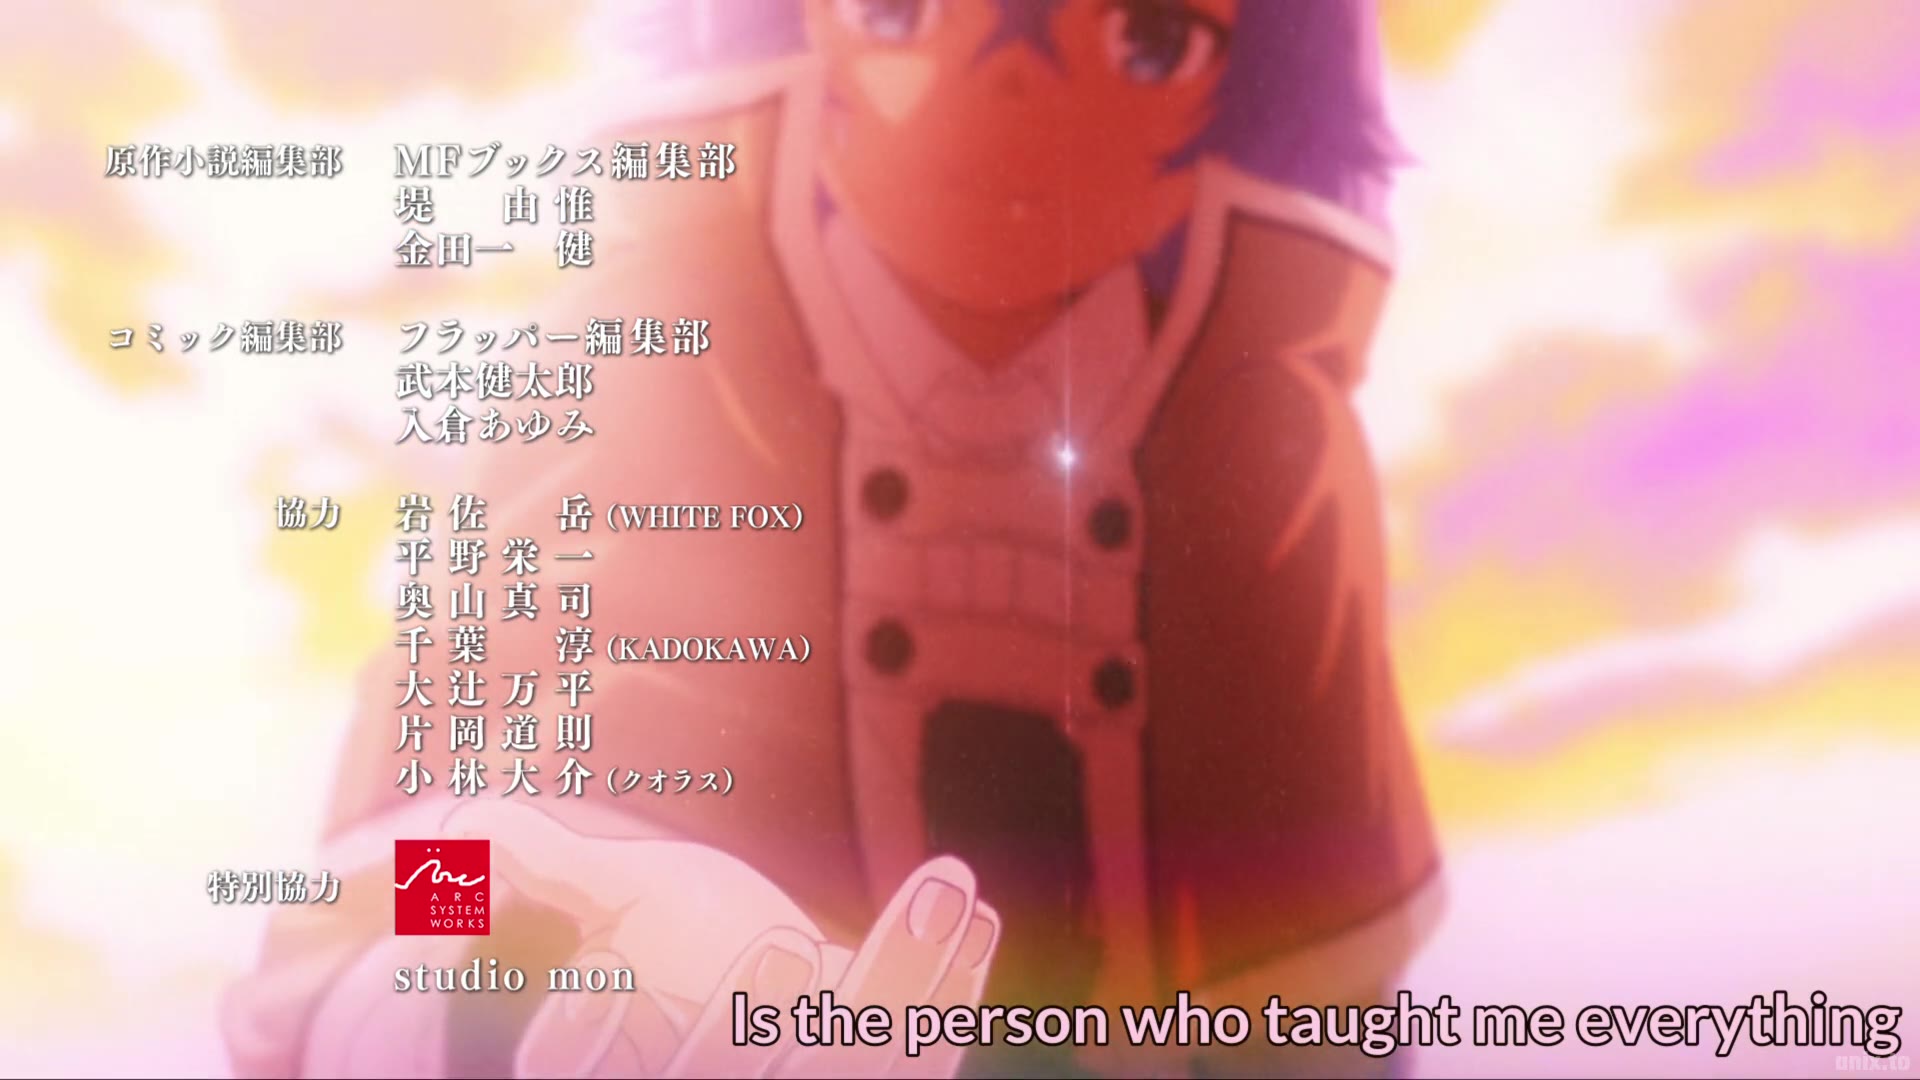 原作小説編集部 MFブックス編集部
堤 由惟
金田一 健
コミック編集部 フラッパー編集部
武本健太郎
入倉あゆみ
協力 岩佐 岳（WHITE FOX）
平野栄一
奥山真司
千葉 淳（KADOKAWA）
大辻万平
片岡道則
小林大介（クオラス）
特別協力 ARC
SYSTEM
WORKS
studio mon
Is the person who taught me everything
anix.to